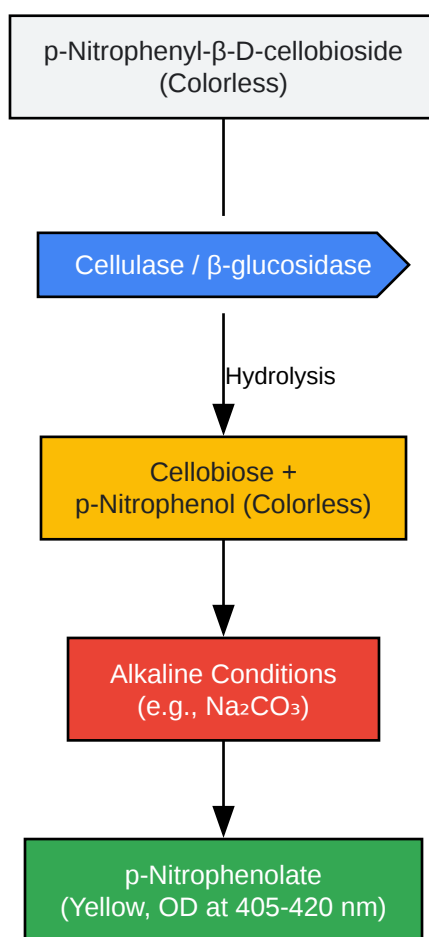 p-Nitrophenyl-β-D-cellobioside
(Colorless)
Cellulase / β-glucosidase
Hydrolysis
Cellobiose +
p-Nitrophenol (Colorless)
Alkaline Conditions
(e.g., Na₂CO₃)
p-Nitrophenolate
(Yellow, OD at 405-420 nm)